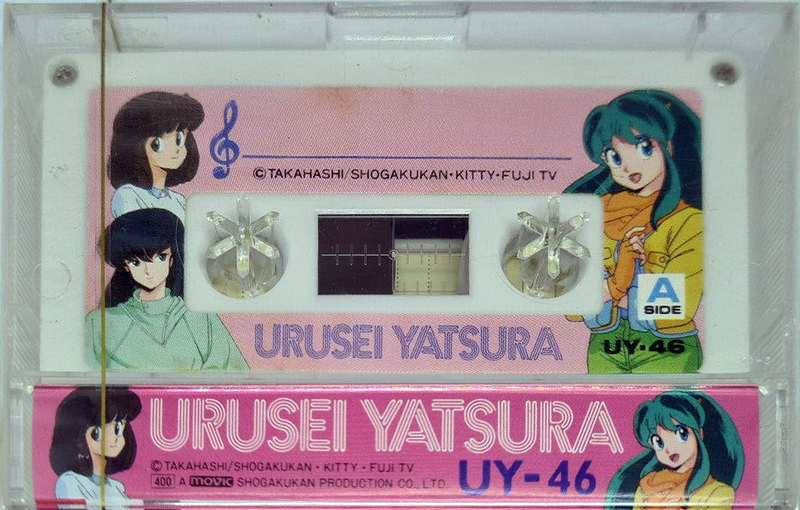 ©TAKAHASHI/SHOGAKUKAN・KITTY・FUJI TV
A
SIDE
URUSEI YATSURA
UY・46
URUSEI YATSURA
©TAKAHASHI/SHOGAKUKAN・KITTY・FUJI TV
400 A movic SHOGAKUKAN PRODUCTION CO., LTD.
UY-46